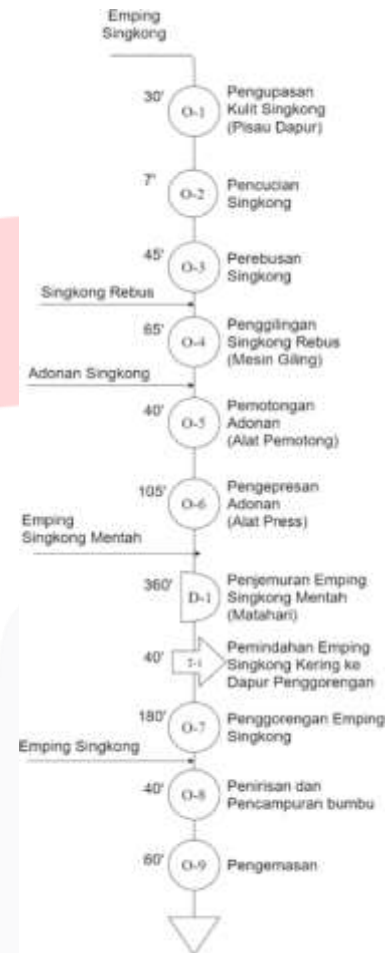 Emping
Singkong
30'
O-1
Pengupasan
Kulit Singkong
(Pisau Dapur)
7'
O-2
Pencucian
Singkong
45'
O-3
Perebusan
Singkong
Singkong Rebus
65'
O-4
Penggilingan
Singkong Rebus
(Mesin Giling)
Adonan Singkong
40'
O-5
Pemotongan
Adonan
(Alat Pemotong)
105'
O-6
Pengepresan
Adonan
(Alat Press)
Emping
Singkong Mentah
360'
D-1
Penjemuran Emping
Singkong Mentah
(Matahari)
40'
T-1
Pemindahan Emping
Singkong Kering ke
Dapur Penggorengan
180'
O-7
Penggorengan Emping
Singkong
Emping Singkong
40'
O-8
Penirisan dan
Pencampuran bumbu
60'
O-9
Pengemasan